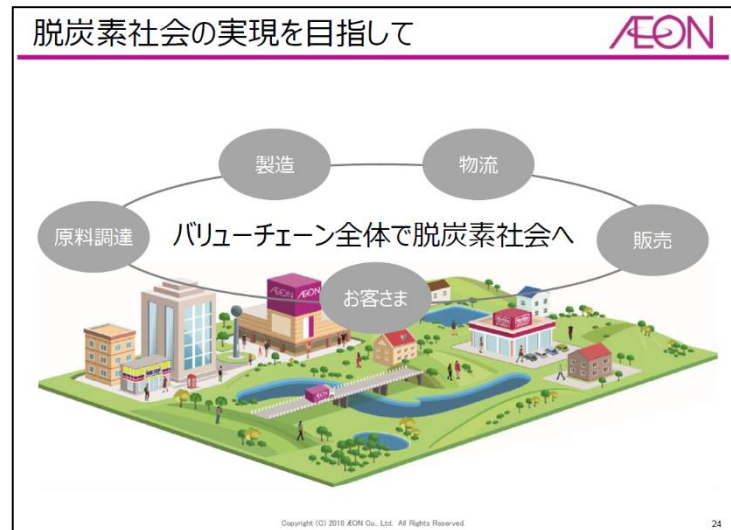 脱炭素社会の実現を目指して
ÆON
製造
物流
原料調達
バリューチェーン全体で脱炭素社会へ
販売
お客さま
ÆON ÆON
ÆON
Copyright (C) 2018 ÆON Co., Ltd. All Rights Reserved.
24